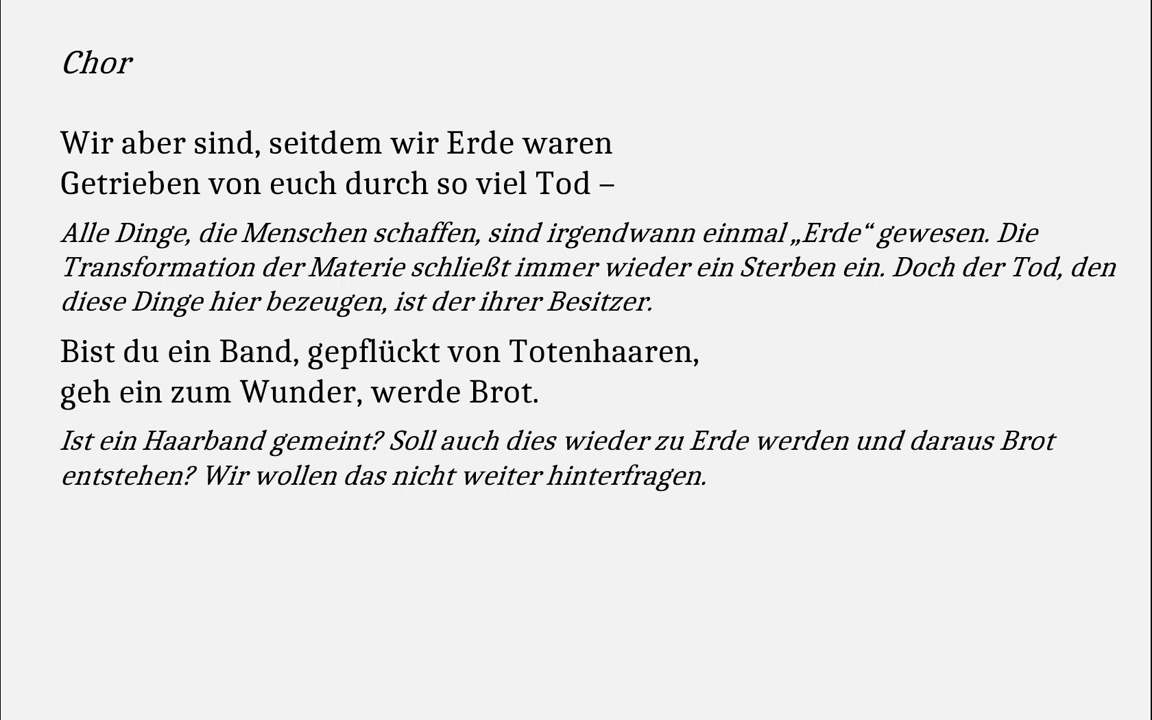 Chor
Wir aber sind, seitdem wir Erde waren
Getrieben von euch durch so viel Tod –
Alle Dinge, die Menschen schaffen, sind irgendwann einmal „Erde“ gewesen. Die
Transformation der Materie schließt immer wieder ein Sterben ein. Doch der Tod, den
diese Dinge hier bezeugen, ist der ihrer Besitzer.
Bist du ein Band, gepflückt von Totenhaaren,
geh ein zum Wunder, werde Brot.
Ist ein Haarband gemeint? Soll auch dies wieder zu Erde werden und daraus Brot
entstehen? Wir wollen das nicht weiter hinterfragen.